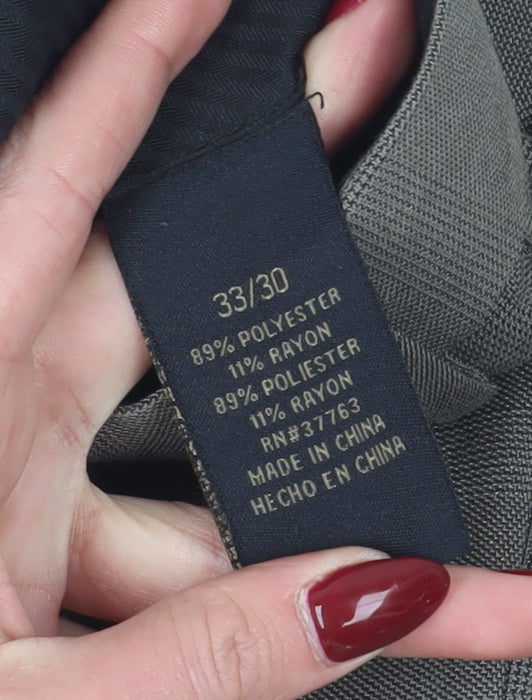 33/30
89% POLYESTER
11% RAYON
89% POLIESTER
11% RAYON
RN#37763
MADE IN CHINA
HECHO EN CHINA